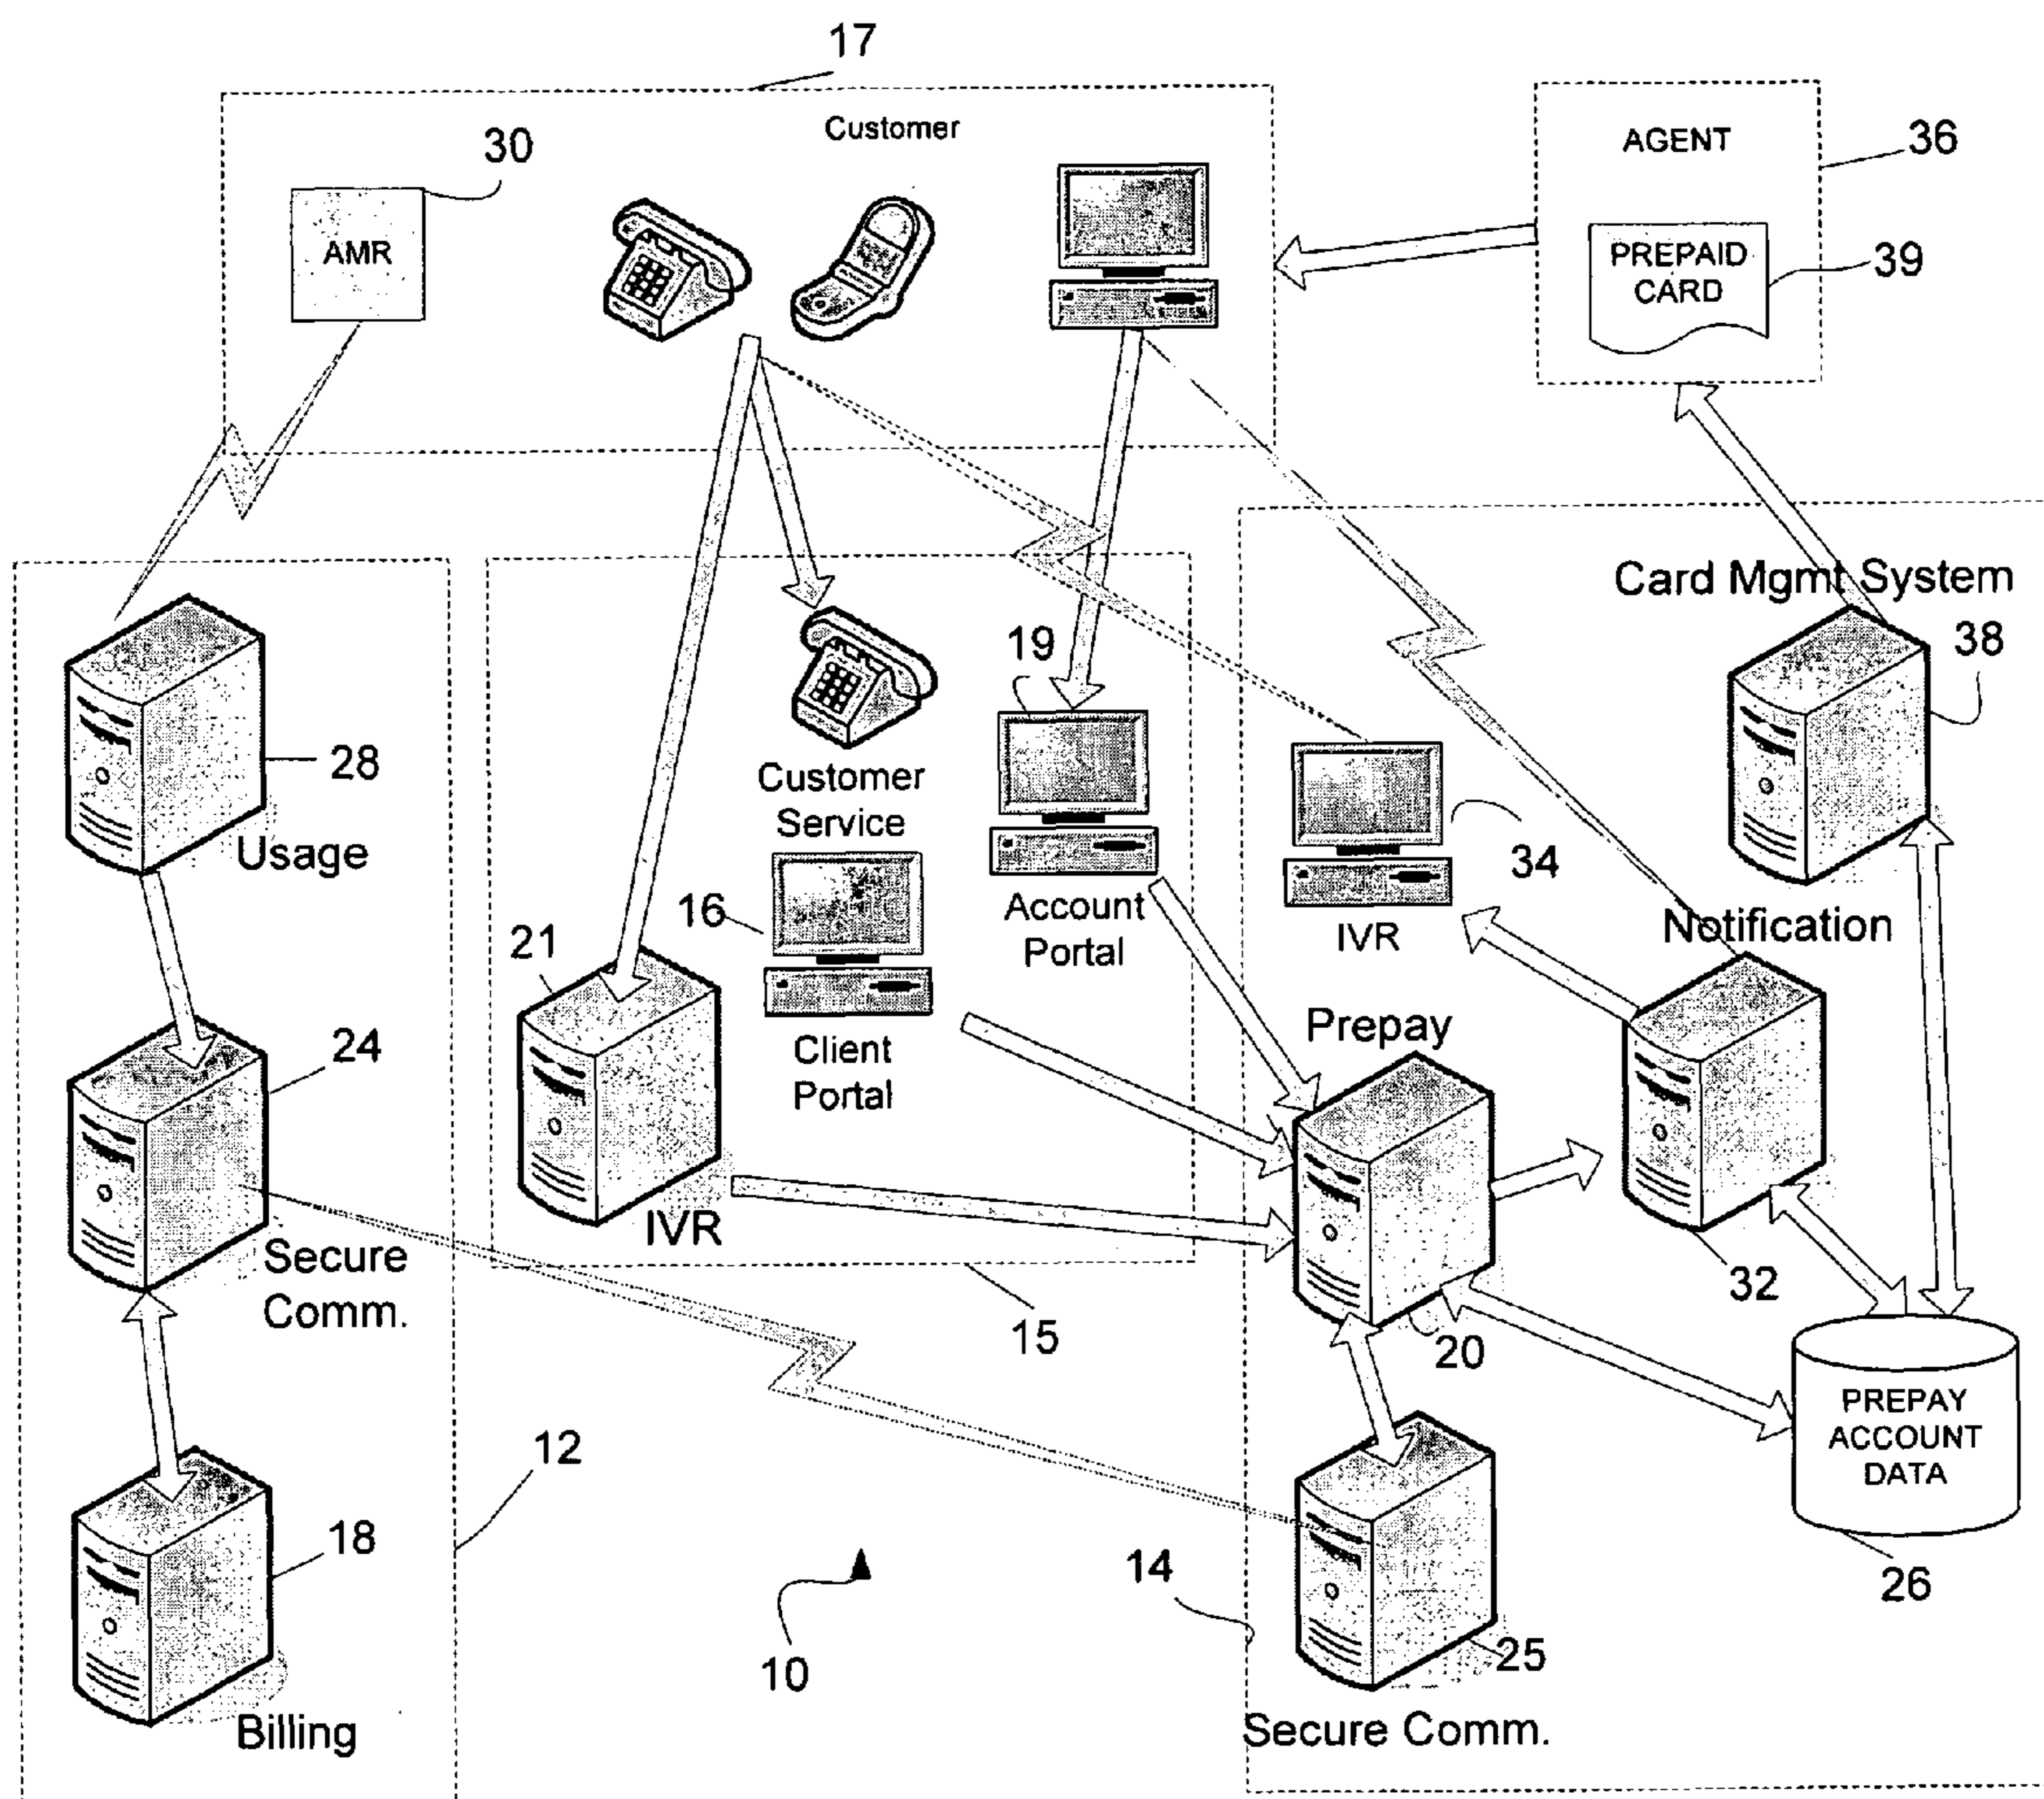 17
Customer
30
AMR
AGENT
36
PREPAID
CARD
39
Card Mgmt System
38
28
Usage
19
Customer
Service
Account
Portal
34
IVR
Notification
16
21
Client
Portal
Prepay
24
Secure
Comm.
IVR
15
32
20
PREPAY
ACCOUNT
DATA
26
12
18
Billing
10
14
25
Secure Comm.